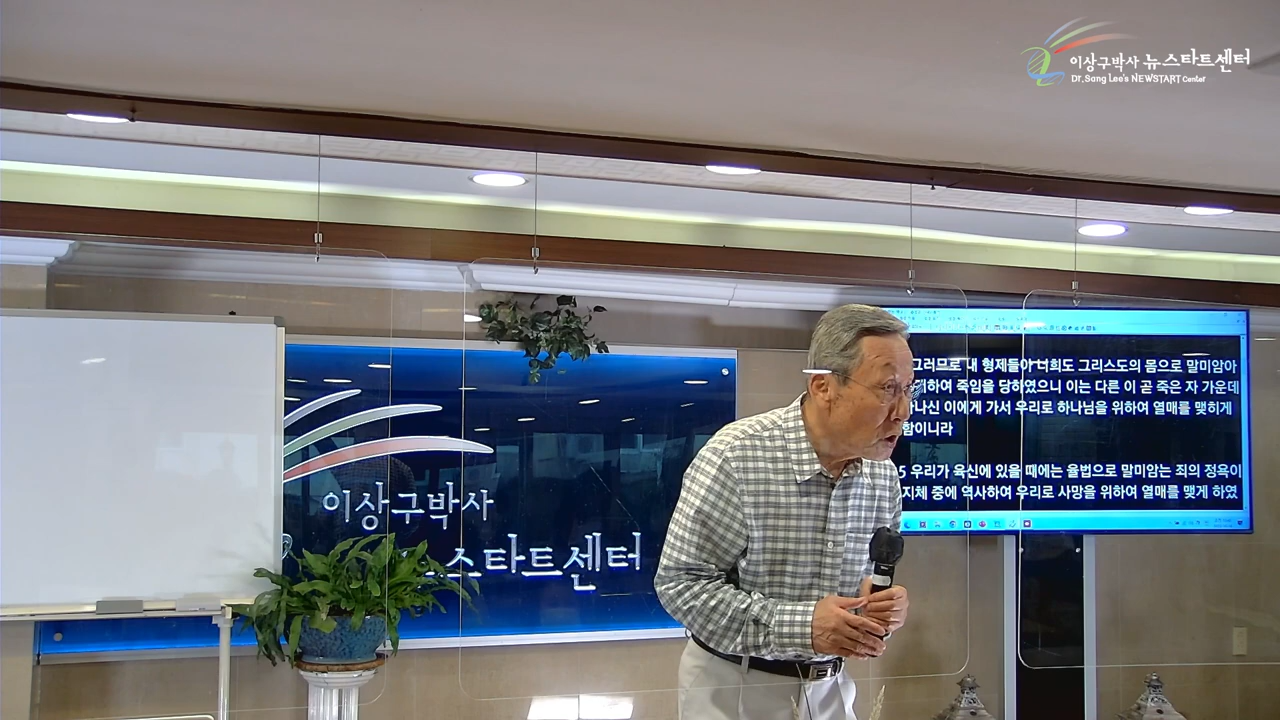 이상구박사 뉴스타트센터
Dr. Sang Lee's NEWSTART Center
그러므로 내 형제들아 너희도 그리스도의 몸으로 말미암아
죽임을 당하였으니 이는 다른 이 곧 죽은 자 가운데
이에게 가서 우리로 하나님을 위하여 열매를 맺히게
함이니라
5 우리가 육신에 있을 때에는 율법으로 말미암는 죄의 정욕이
지체 중에 역사하여 우리로 사망을 위하여 열매를 맺게 하였
이상구박사
스타트센터